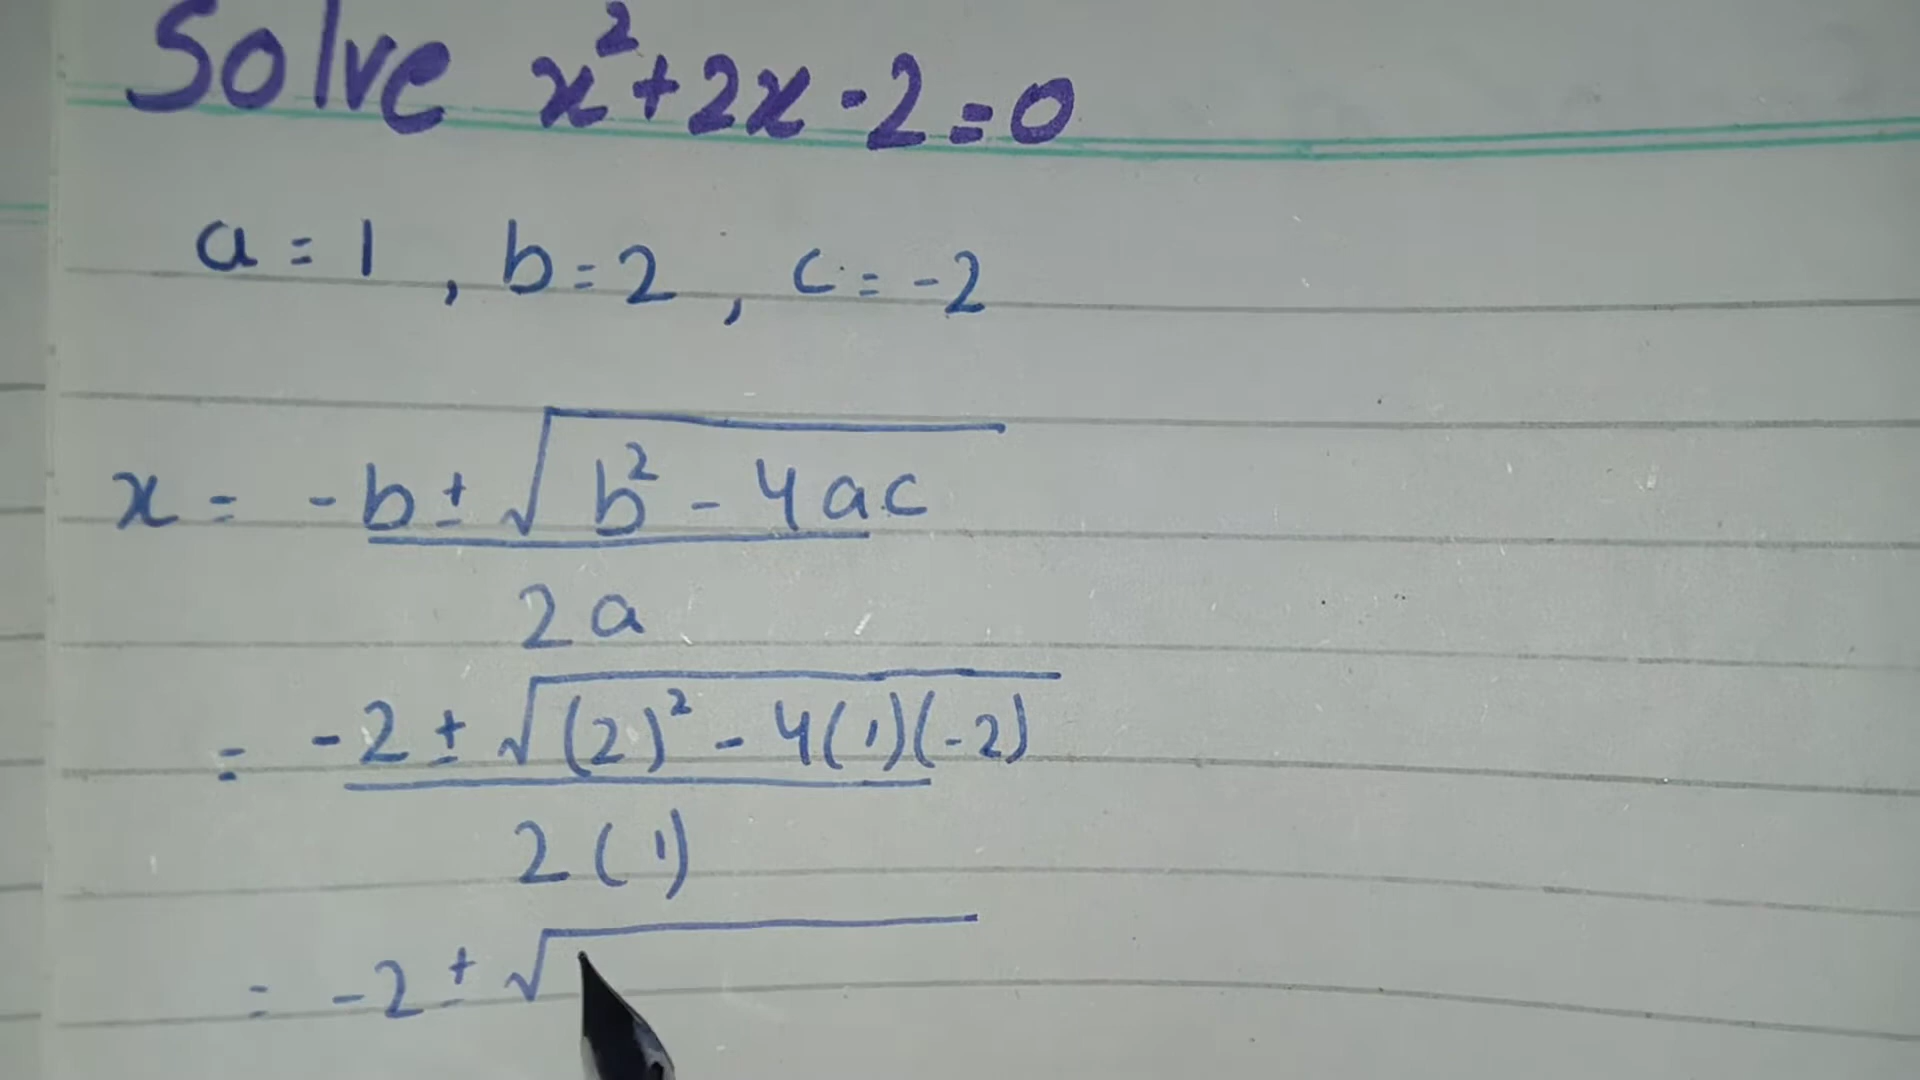 Solve x²+2x-2=0
a=1, b=2, c=-2
x = -b±√b²-4ac
2a
= -2±√(2)²-4(1)(-2)
2(1)
= -2±√